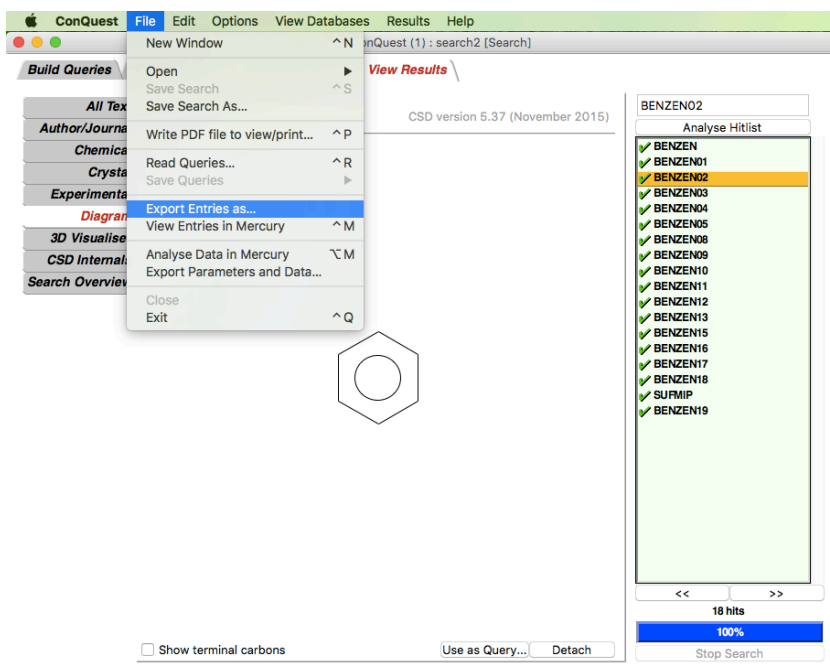 ConQuest File Edit Options View Databases Results Help
onQuest (1) : search2 [Search]
Build Queries
View Results
New Window ^N
Open ▶
Save Search ^S
Save Search As...
Write PDF file to view/print... ^P
Read Queries... ^R
Save Queries ▶
Export Entries as...
View Entries in Mercury ^M
Analyse Data in Mercury ⌥M
Export Parameters and Data...
Close
Exit ^Q
All Tex
Author/Journa
Chemica
Crysta
Experimenta
Diagran
3D Visualise
CSD Internal
Search Overview
CSD version 5.37 (November 2015)
BENZEN02
Analyse Hitlist
BENZEN
BENZEN01
BENZEN02
BENZEN03
BENZEN04
BENZEN05
BENZEN08
BENZEN09
BENZEN10
BENZEN11
BENZEN12
BENZEN13
BENZEN15
BENZEN16
BENZEN17
BENZEN18
SUFMIP
BENZEN19
<< >>
18 hits
100%
Stop Search
Show terminal carbons
Use as Query... Detach